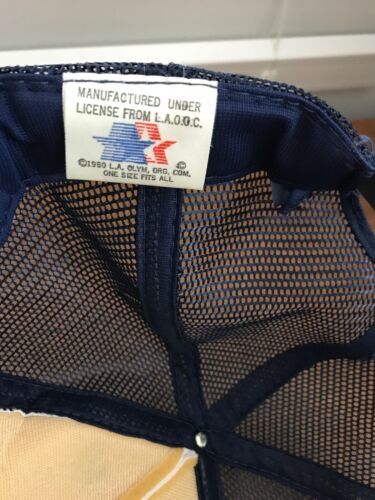 MANUFACTURED UNDER
LICENSE FROM L.A.O.O.C.
©1980 L.A. OLYM. ORG. COM. ©
ONE SIZE FITS ALL